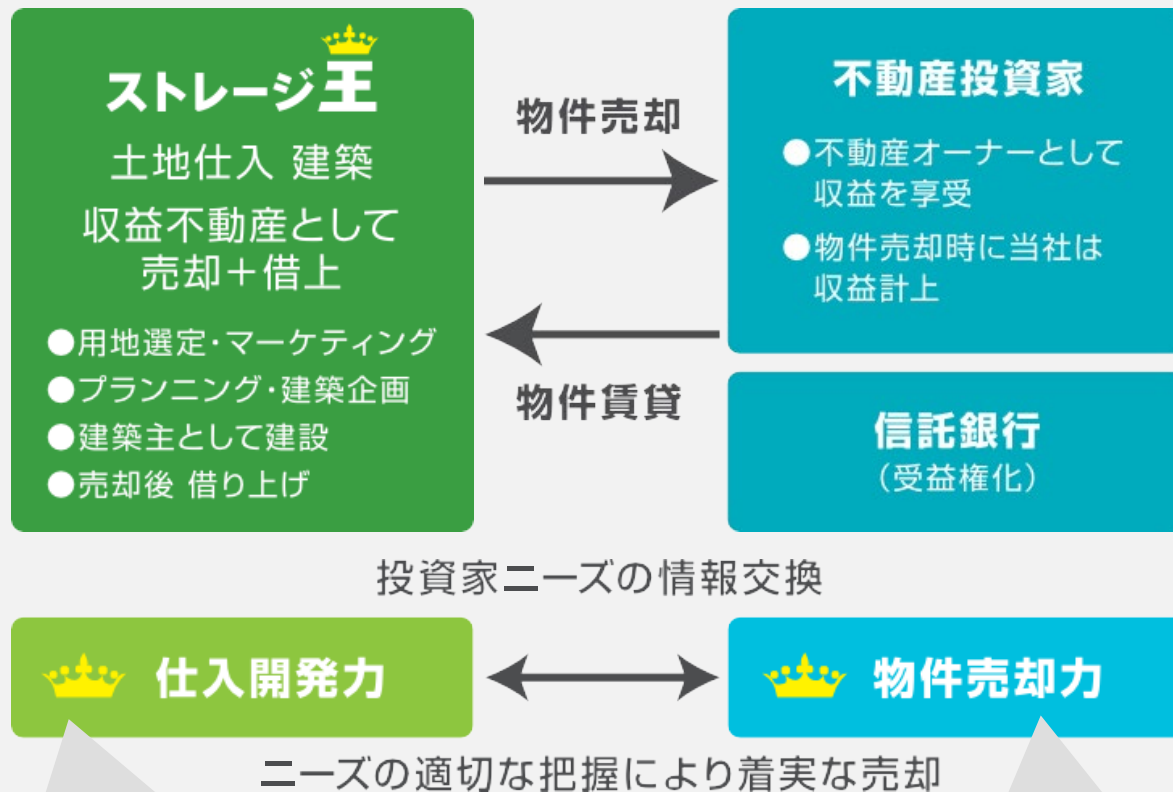 ストレージ王
土地仕入 建築
収益不動産として
売却＋借上
●用地選定・マーケティング
●プランニング・建築企画
●建築主として建設
●売却後 借り上げ
物件売却
物件賃貸
不動産投資家
●不動産オーナーとして
収益を享受
●物件売却時に当社は
収益計上
信託銀行
（受益権化）
投資家ニーズの情報交換
仕入開発力
物件売却力
ニーズの適切な把握により着実な売却